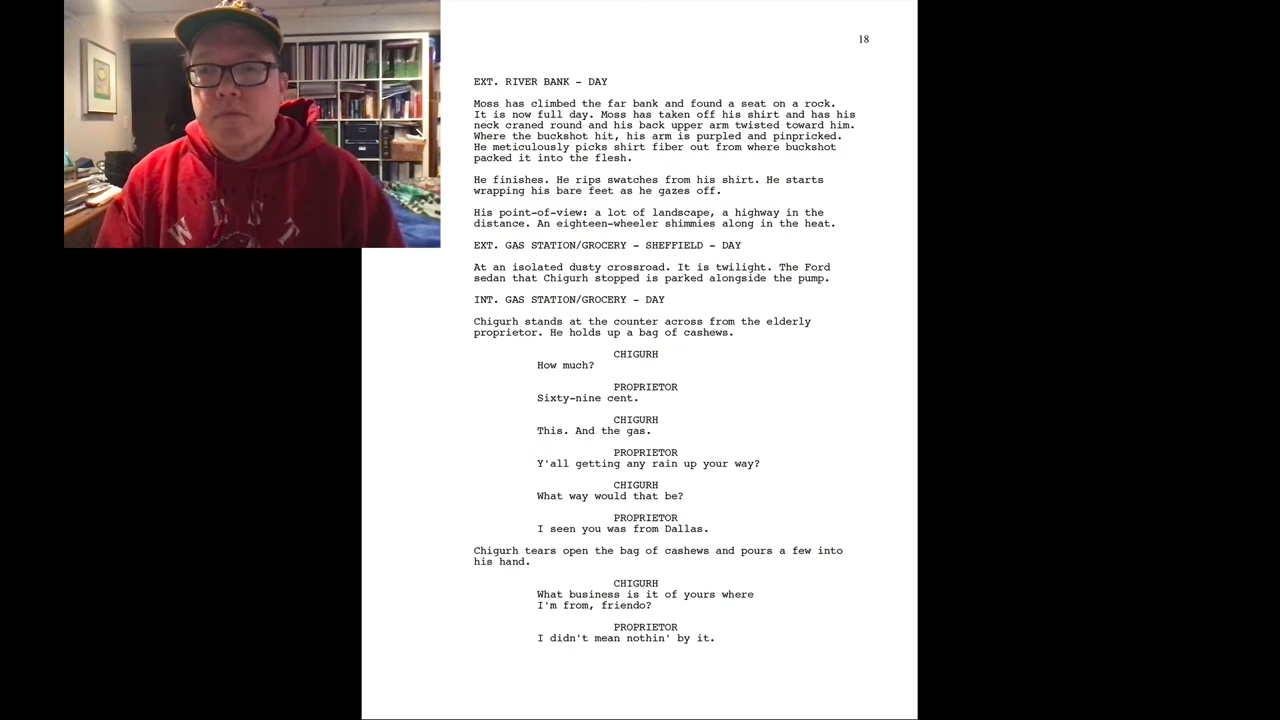 18
EXT. RIVER BANK - DAY
Moss has climbed the far bank and found a seat on a rock.
It is now full day. Moss has taken off his shirt and has his
neck craned round and his back upper arm twisted toward him.
Where the buckshot hit, his arm is purpled and pinpricked.
He meticulously picks shirt fiber out from where buckshot
packed it into the flesh.
He finishes. He rips swatches from his shirt. He starts
wrapping his bare feet as he gazes off.
His point-of-view: a lot of landscape, a highway in the
distance. An eighteen-wheeler shimmies along in the heat.
EXT. GAS STATION/GROCERY - SHEFFIELD - DAY
At an isolated dusty crossroad. It is twilight. The Ford
sedan that Chigurh stopped is parked alongside the pump.
INT. GAS STATION/GROCERY - DAY
Chigurh stands at the counter across from the elderly
proprietor. He holds up a bag of cashews.
CHIGURH
How much?
PROPRIETOR
Sixty-nine cent.
CHIGURH
This. And the gas.
PROPRIETOR
Y'all getting any rain up your way?
CHIGURH
What way would that be?
PROPRIETOR
I seen you was from Dallas.
Chigurh tears open the bag of cashews and pours a few into
his hand.
CHIGURH
What business is it of yours where
I'm from, friendo?
PROPRIETOR
I didn't mean nothin' by it.
WEST